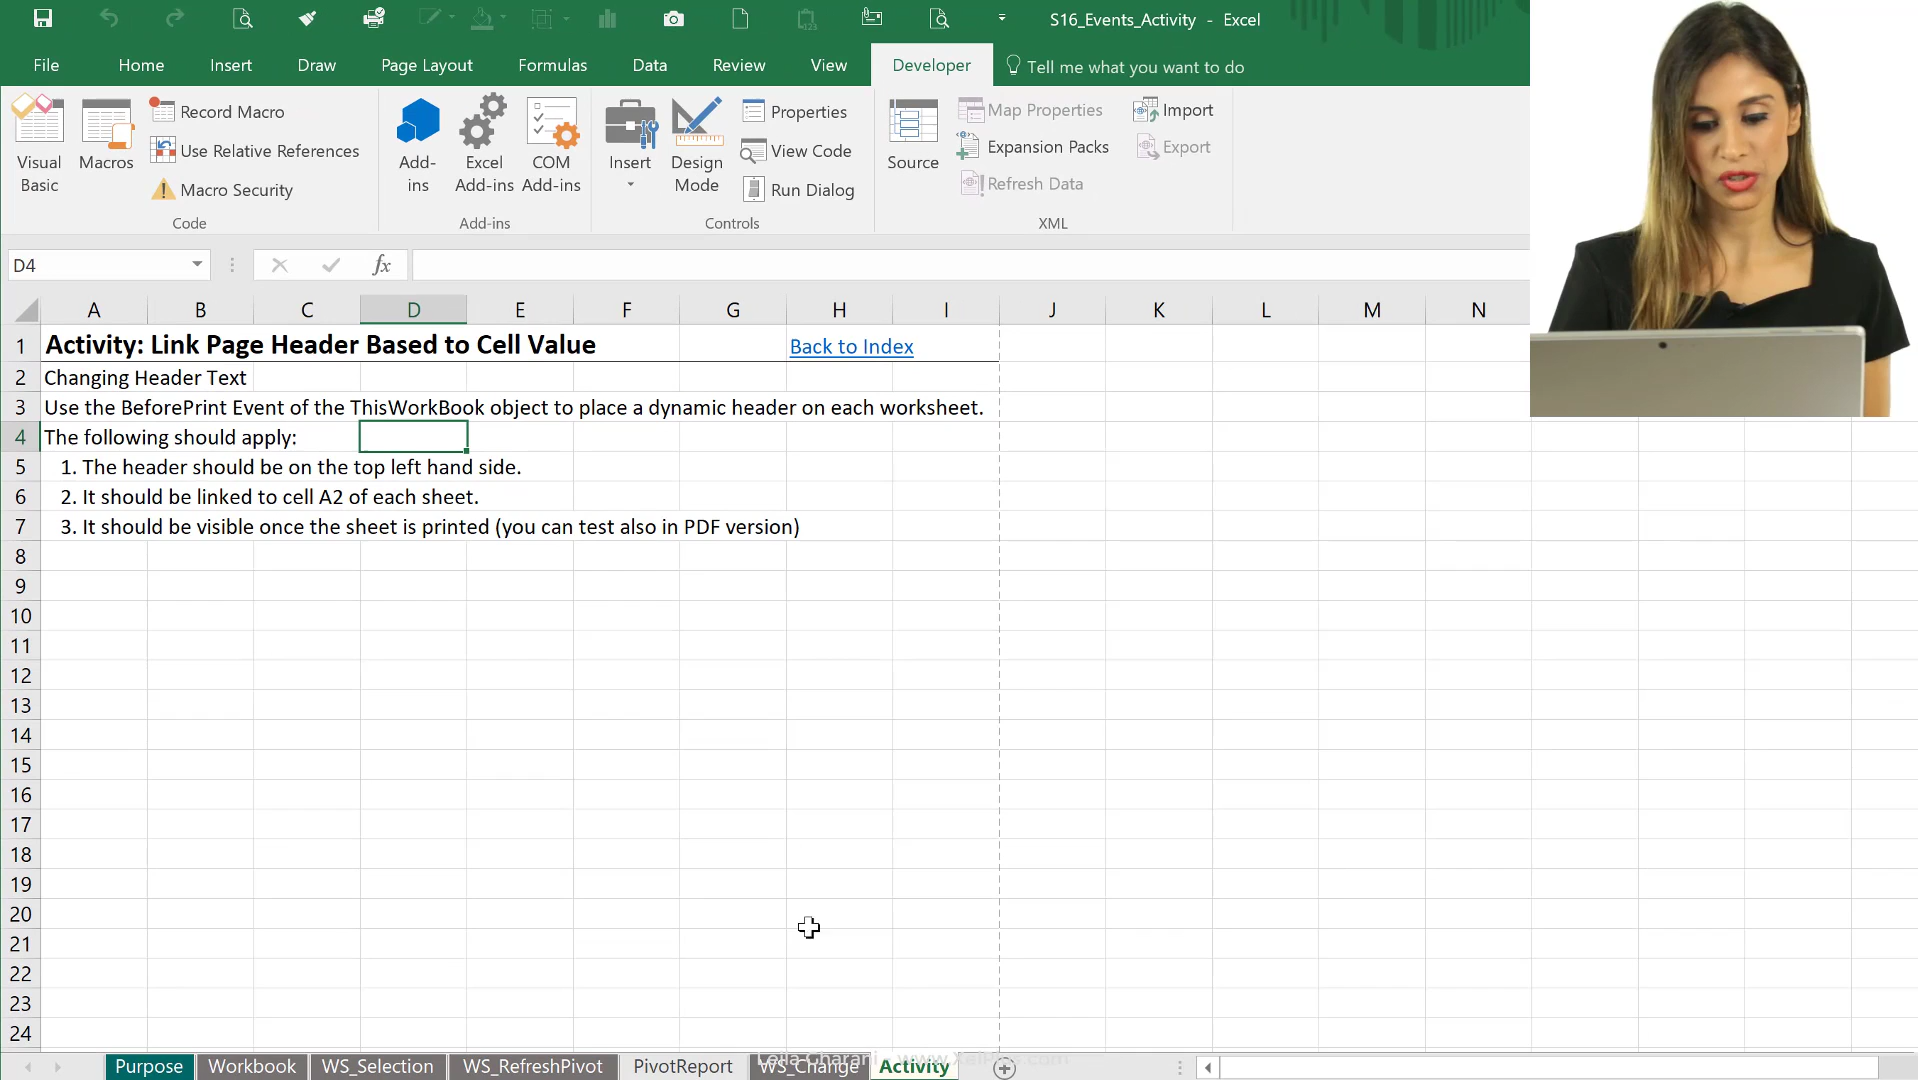 S16_Events_Activity - Excel
File Home Insert Draw Page Layout Formulas Data Review View Developer Tell me what you want to do
Visual Basic
Macros
Record Macro
Use Relative References
Macro Security
Code
Add-ins
Excel Add-ins
COM Add-ins
Add-ins
Insert
Design Mode
Properties
View Code
Run Dialog
Controls
Source
Map Properties
Expansion Packs
Refresh Data
Import
Export
XML
D4
fx
A B C D E F G H I J K L M N
1 Activity: Link Page Header Based to Cell Value Back to Index
2 Changing Header Text
3 Use the BeforePrint Event of the ThisWorkBook object to place a dynamic header on each worksheet.
4 The following should apply:
5 1. The header should be on the top left hand side.
6 2. It should be linked to cell A2 of each sheet.
7 3. It should be visible once the sheet is printed (you can test also in PDF version)
8
9
10
11
12
13
14
15
16
17
18
19
20
21
22
23
24
Purpose Workbook WS_Selection WS_RefreshPivot PivotReport WS_Change Activity
Leila Gharani - www.XelPlus.com